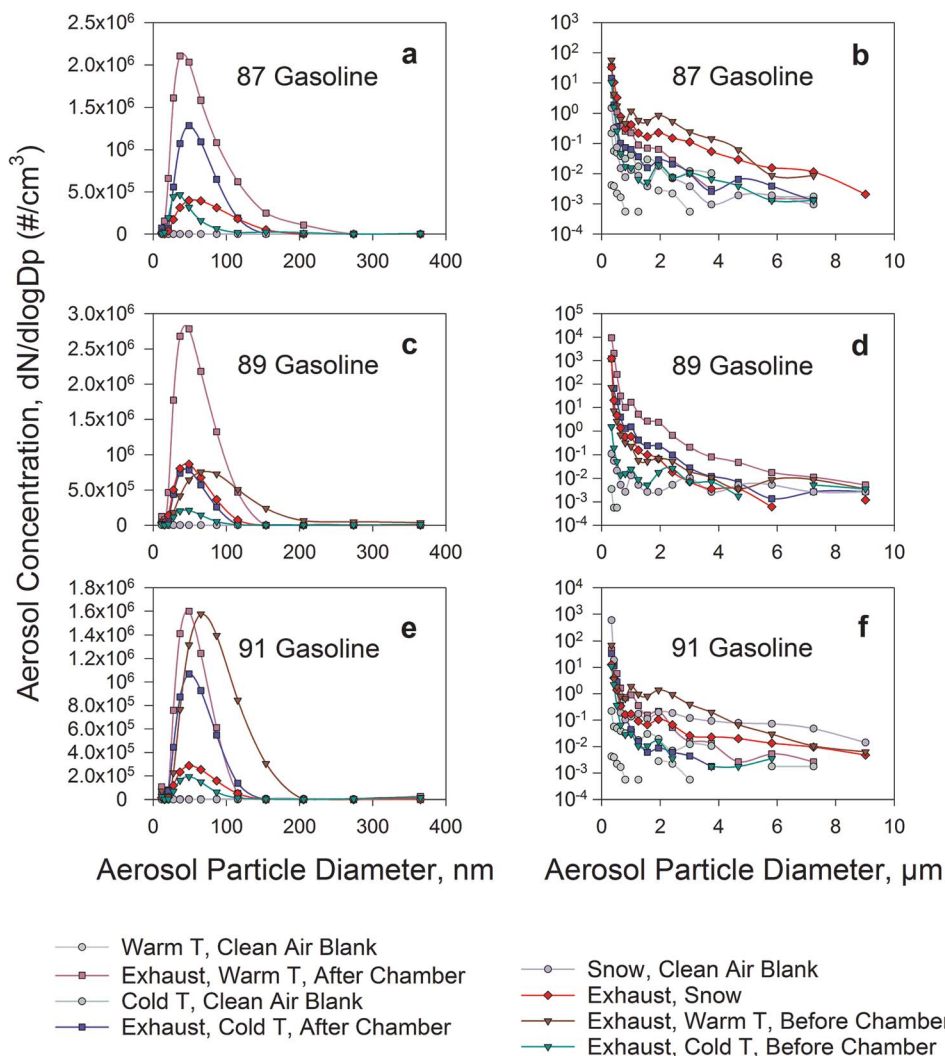 Aerosol Concentration, dN/dlogDp (#/cm³)
a
87 Gasoline
2.5x10⁶
2.0x10⁶
1.5x10⁶
10⁶
5.0x10⁵
0
0 100 200 300 400
b
87 Gasoline
10³
10²
10¹
10⁰
10⁻¹
10⁻²
10⁻³
10⁻⁴
0 2 4 6 8 10
c
89 Gasoline
3.0x10⁶
2.5x10⁶
2.0x10⁶
1.5x10⁶
10⁶
5.0x10⁵
0
0 100 200 300 400
d
89 Gasoline
10⁵
10⁴
10³
10²
10¹
10⁰
10⁻¹
10⁻²
10⁻³
10⁻⁴
0 2 4 6 8 10
e
91 Gasoline
1.8x10⁶
1.6x10⁶
1.4x10⁶
1.2x10⁶
10⁶
8.0x10⁵
6.0x10⁵
4.0x10⁵
2.0x10⁵
0
0 100 200 300 400
f
91 Gasoline
10⁴
10³
10²
10¹
10⁰
10⁻¹
10⁻²
10⁻³
10⁻⁴
0 2 4 6 8 10
Aerosol Particle Diameter, nm
Aerosol Particle Diameter, µm
Warm T, Clean Air Blank
Exhaust, Warm T, After Chamber
Cold T, Clean Air Blank
Exhaust, Cold T, After Chamber
Snow, Clean Air Blank
Exhaust, Snow
Exhaust, Warm T, Before Chamber
Exhaust, Cold T, Before Chamber